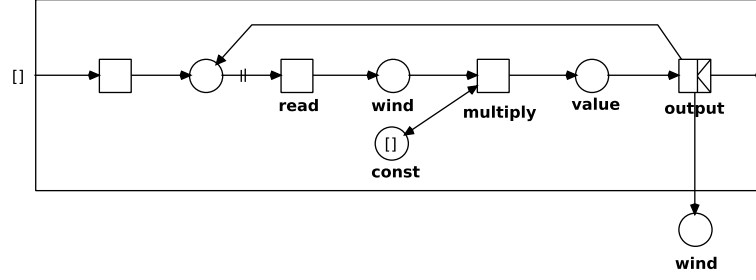 []
read
wind
multiply
value
output
[]
const
wind